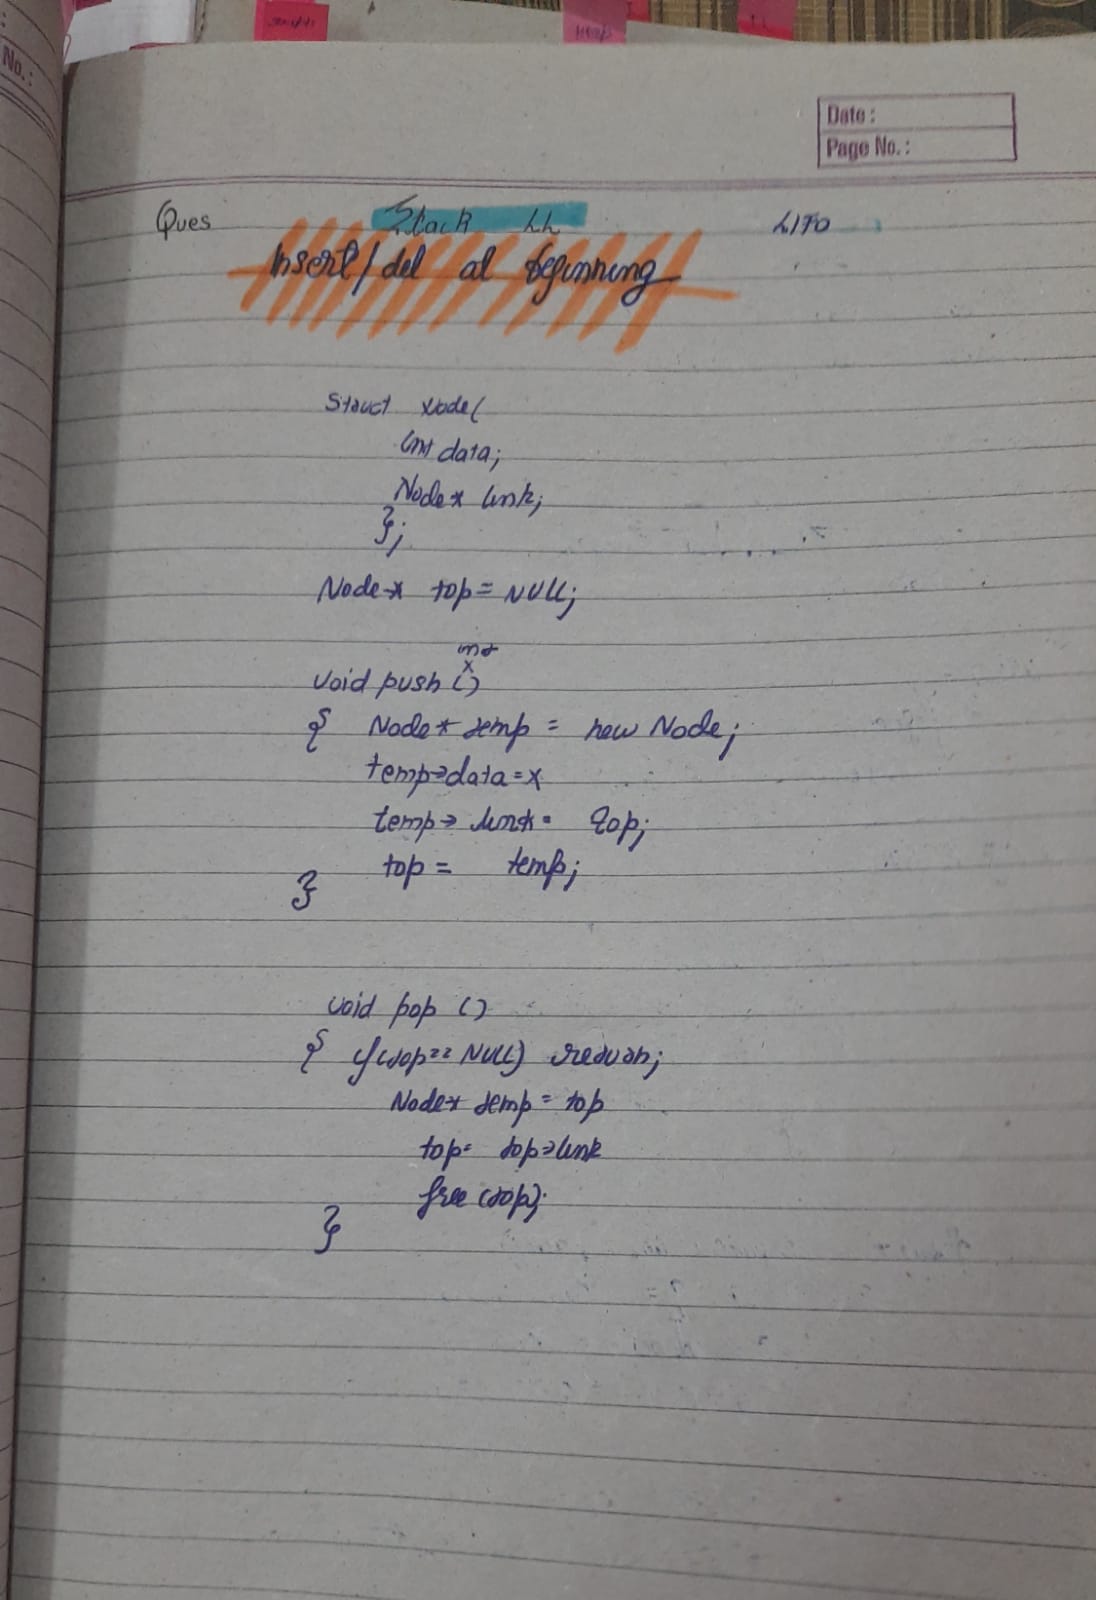 No.:
Date :
Page No. :
Ques Stack LL LIFO
Insert/del at beginning
Struct Node{
int data;
Node* link;
};
Node* top = NULL;
int
x
void push ()
{ Node* temp = new Node;
temp->data = x
temp-> link = top;
top = temp;
}
void pop ()
{ if(top == NULL) return;
Node* temp = top
top = top->link
free (top);
}